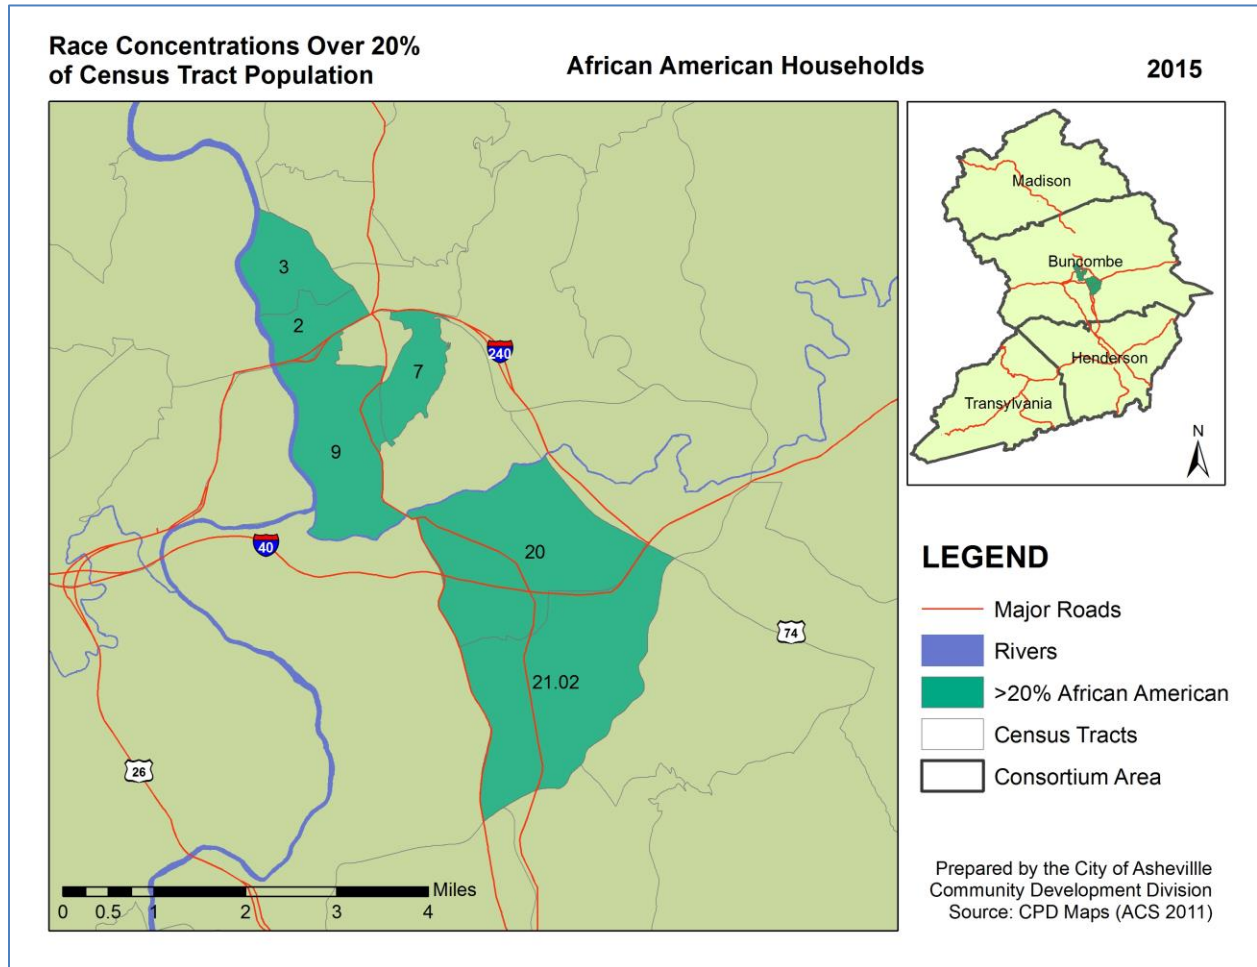 Race Concentrations Over 20%
of Census Tract Population
African American Households
2015
3
2
7
240
9
20
40
74
21.02
26
Miles
0 0.5 1 2 3 4
Madison
Buncombe
Henderson
Transylvania
N
LEGEND
Major Roads
Rivers
>20% African American
Census Tracts
Consortium Area
Prepared by the City of Ashevillle
Community Development Division
Source: CPD Maps (ACS 2011)